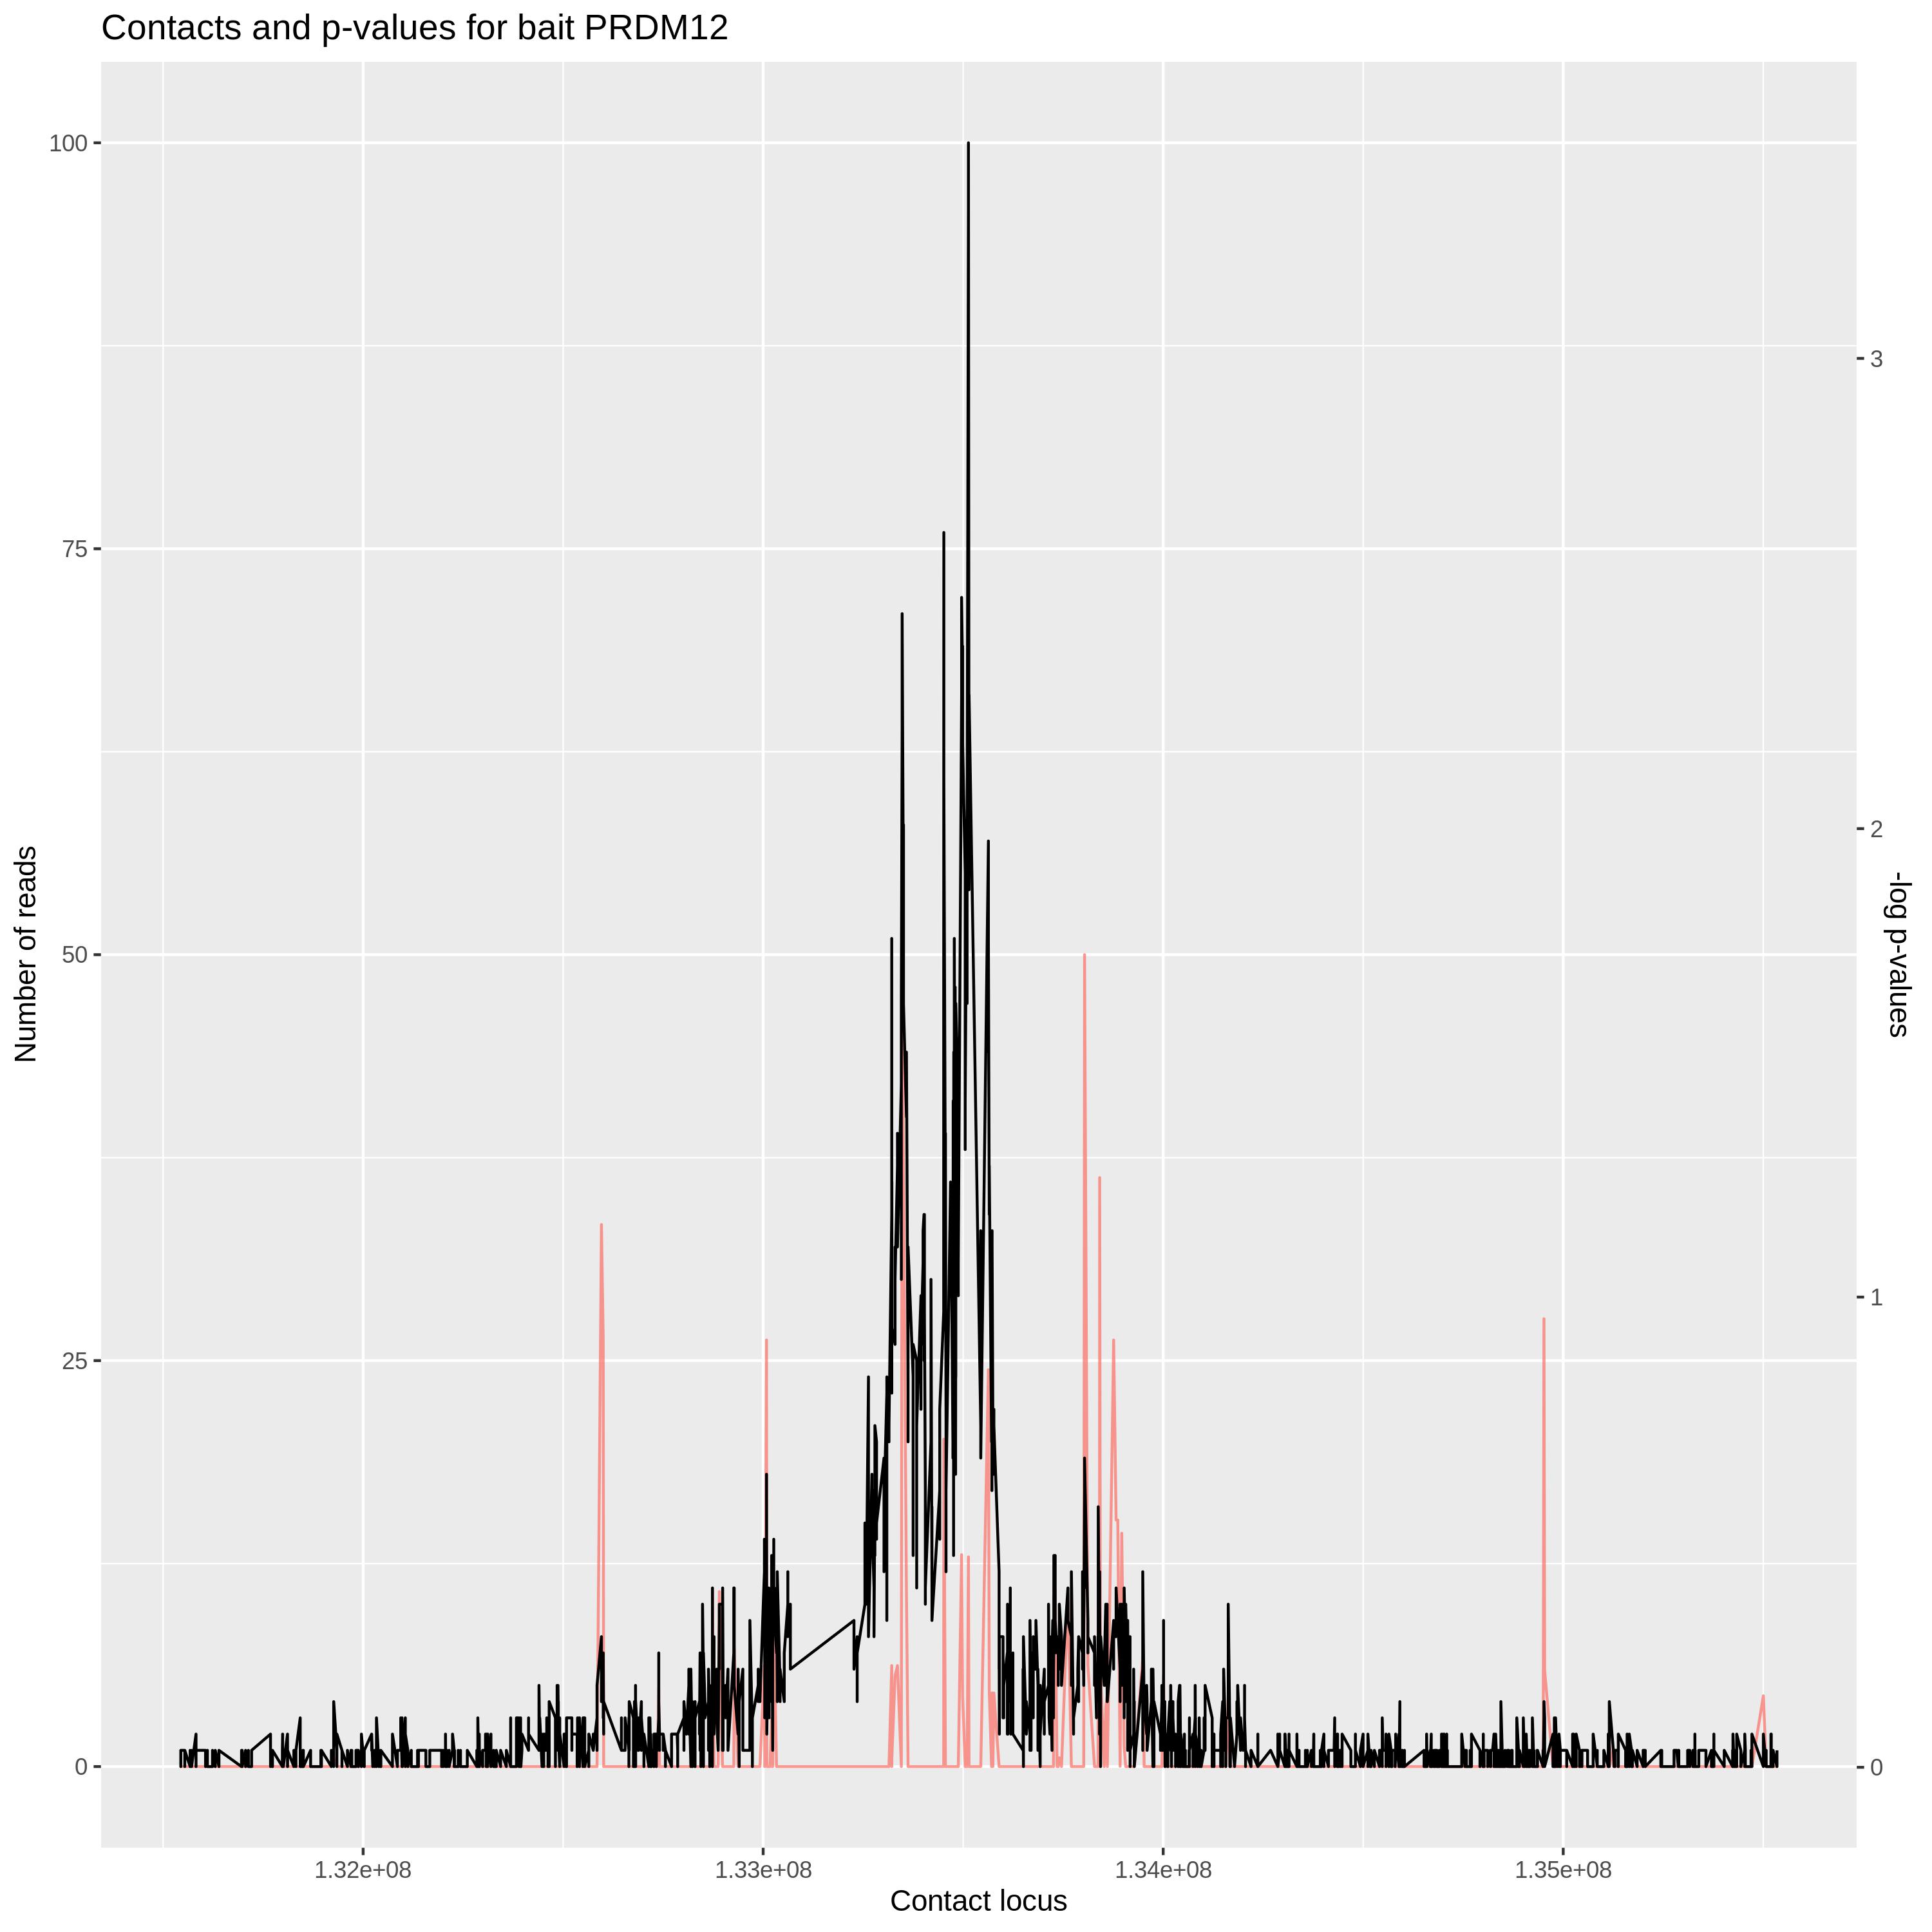 Contacts and p-values for bait PRDM12
100
75
50
25
0
Number of reads
3
2
1
0
-log p-values
1.32e+08
1.33e+08
1.34e+08
1.35e+08
Contact locus